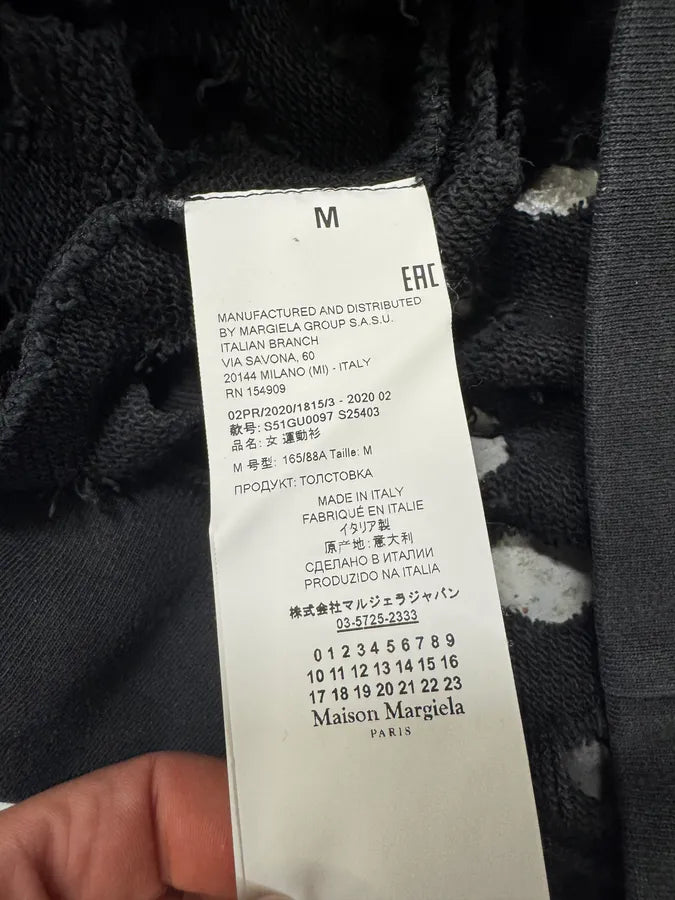 M
EAC
MANUFACTURED AND DISTRIBUTED
BY MARGIELA GROUP S.A.S.U.
ITALIAN BRANCH
VIA SAVONA, 60
20144 MILANO (MI) - ITALY
RN 154909
02PR/2020/1815/3 - 2020 02
款号: S51GU0097 S25403
品名: 女 運動衫
M 号型: 165/88A Taille: M
ПРОДУКТ: ТОЛСТОВКА
MADE IN ITALY
FABRIQUÉ EN ITALIE
イタリア製
原产地: 意大利
СДЕЛАНО В ИТАЛИИ
PRODUZIDO NA ITALIA
株式会社マルジェラジャパン
03-5725-2333
0 1 2 3 4 5 6 7 8 9
10 11 12 13 14 15 16
17 18 19 20 21 22 23
Maison Margiela
PARIS